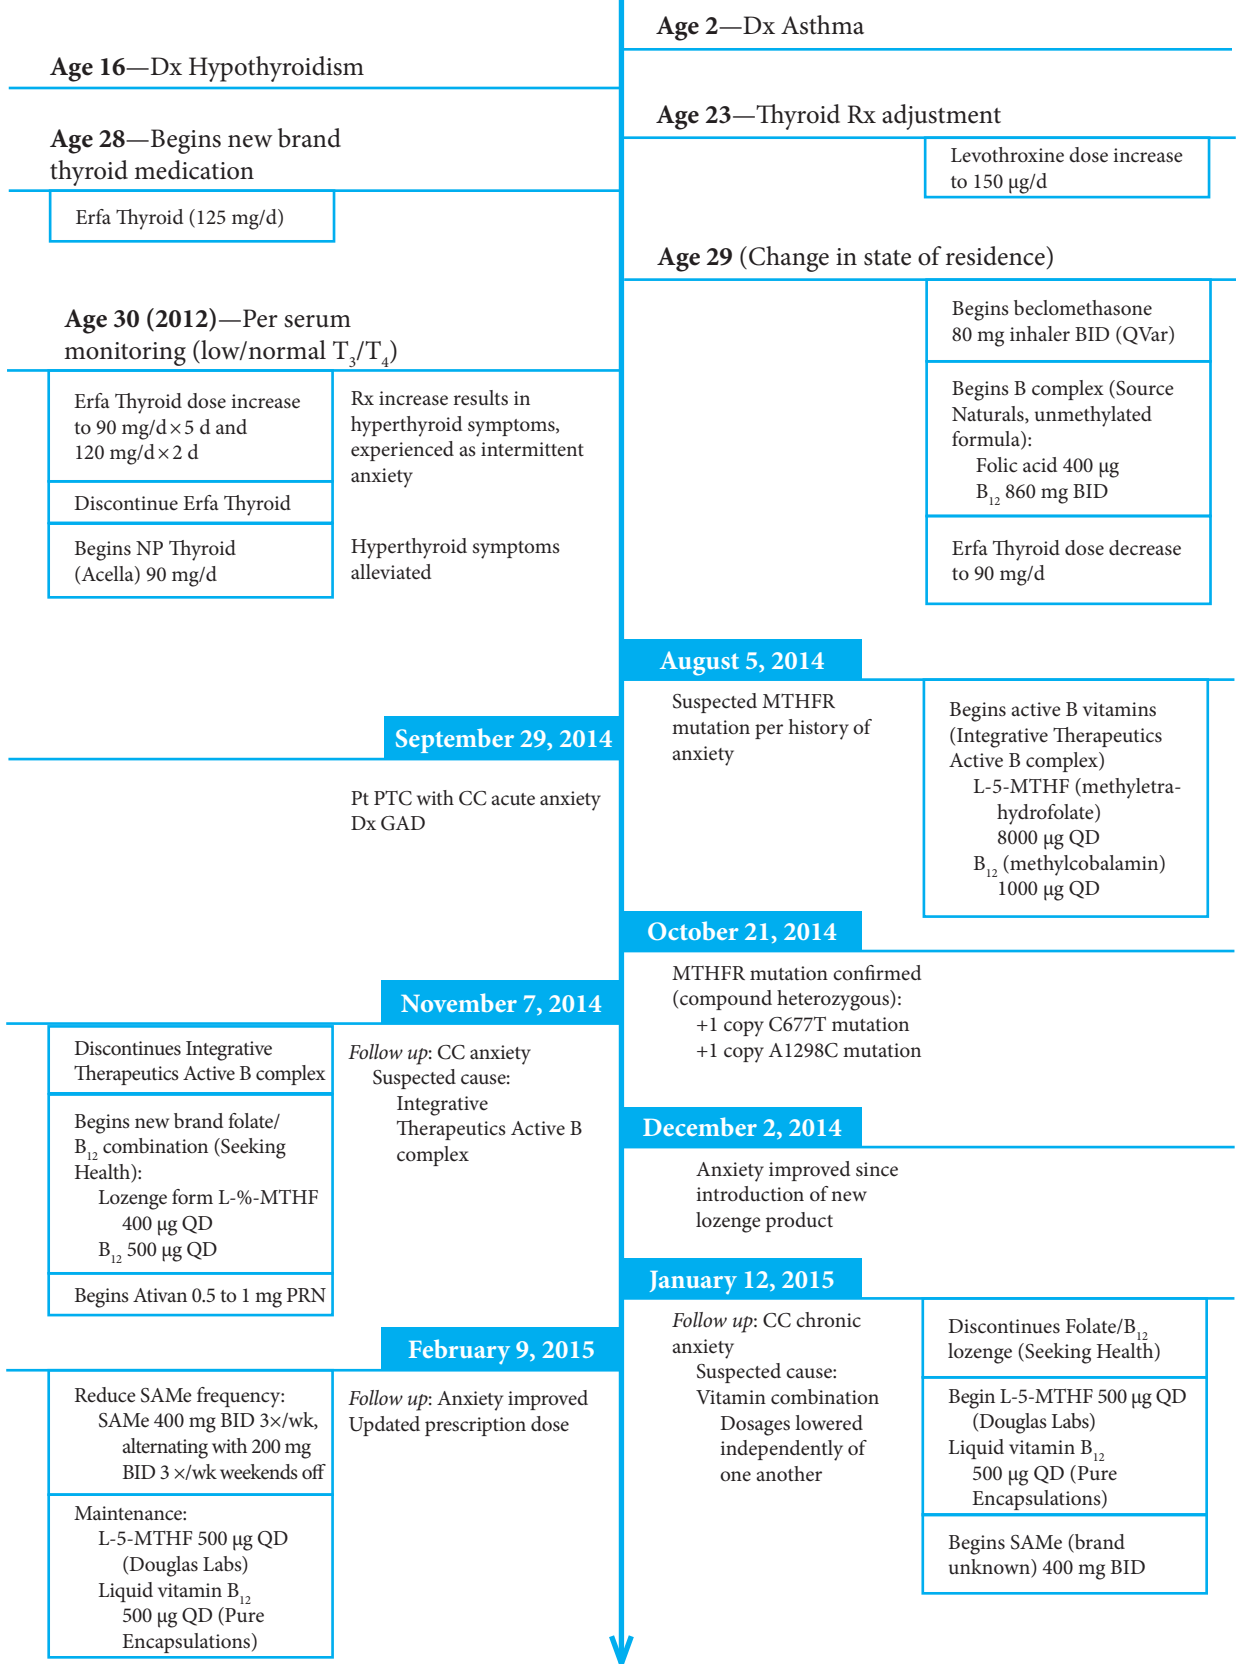 Age 2—Dx Asthma
Age 16—Dx Hypothyroidism
Age 23—Thyroid Rx adjustment
Levothroxine dose increase
to 150 µg/d
Age 28—Begins new brand
thyroid medication
Erfa Thyroid (125 mg/d)
Age 29 (Change in state of residence)
Begins beclomethasone
80 mg inhaler BID (QVar)
Begins B complex (Source
Naturals, unmethylated
formula):
Folic acid 400 µg
B12 860 mg BID
Erfa Thyroid dose decrease
to 90 mg/d
Age 30 (2012)—Per serum
monitoring (low/normal T3/T4)
Erfa Thyroid dose increase
to 90 mg/d×5 d and
120 mg/d×2 d
Rx increase results in
hyperthyroid symptoms,
experienced as intermittent
anxiety
Discontinue Erfa Thyroid
Begins NP Thyroid
(Acella) 90 mg/d
Hyperthyroid symptoms
alleviated
August 5, 2014
Suspected MTHFR
mutation per history of
anxiety
Begins active B vitamins
(Integrative Therapeutics
Active B complex)
L-5-MTHF (methyletra-
hydrofolate)
8000 µg QD
B12 (methylcobalamin)
1000 µg QD
September 29, 2014
Pt PTC with CC acute anxiety
Dx GAD
October 21, 2014
MTHFR mutation confirmed
(compound heterozygous):
+1 copy C677T mutation
+1 copy A1298C mutation
November 7, 2014
Discontinues Integrative
Therapeutics Active B complex
Begins new brand folate/
B12 combination (Seeking
Health):
Lozenge form L-%-MTHF
400 µg QD
B12 500 µg QD
Begins Ativan 0.5 to 1 mg PRN
Follow up: CC anxiety
Suspected cause:
Integrative
Therapeutics Active B
complex
December 2, 2014
Anxiety improved since
introduction of new
lozenge product
January 12, 2015
Follow up: CC chronic
anxiety
Suspected cause:
Vitamin combination
Dosages lowered
independently of
one another
Discontinues Folate/B12
lozenge (Seeking Health)
Begin L-5-MTHF 500 µg QD
(Douglas Labs)
Liquid vitamin B12
500 µg QD (Pure
Encapsulations)
Begins SAMe (brand
unknown) 400 mg BID
February 9, 2015
Reduce SAMe frequency:
SAMe 400 mg BID 3×/wk,
alternating with 200 mg
BID 3 ×/wk weekends off
Maintenance:
L-5-MTHF 500 µg QD
(Douglas Labs)
Liquid vitamin B12
500 µg QD (Pure
Encapsulations)
Follow up: Anxiety improved
Updated prescription dose